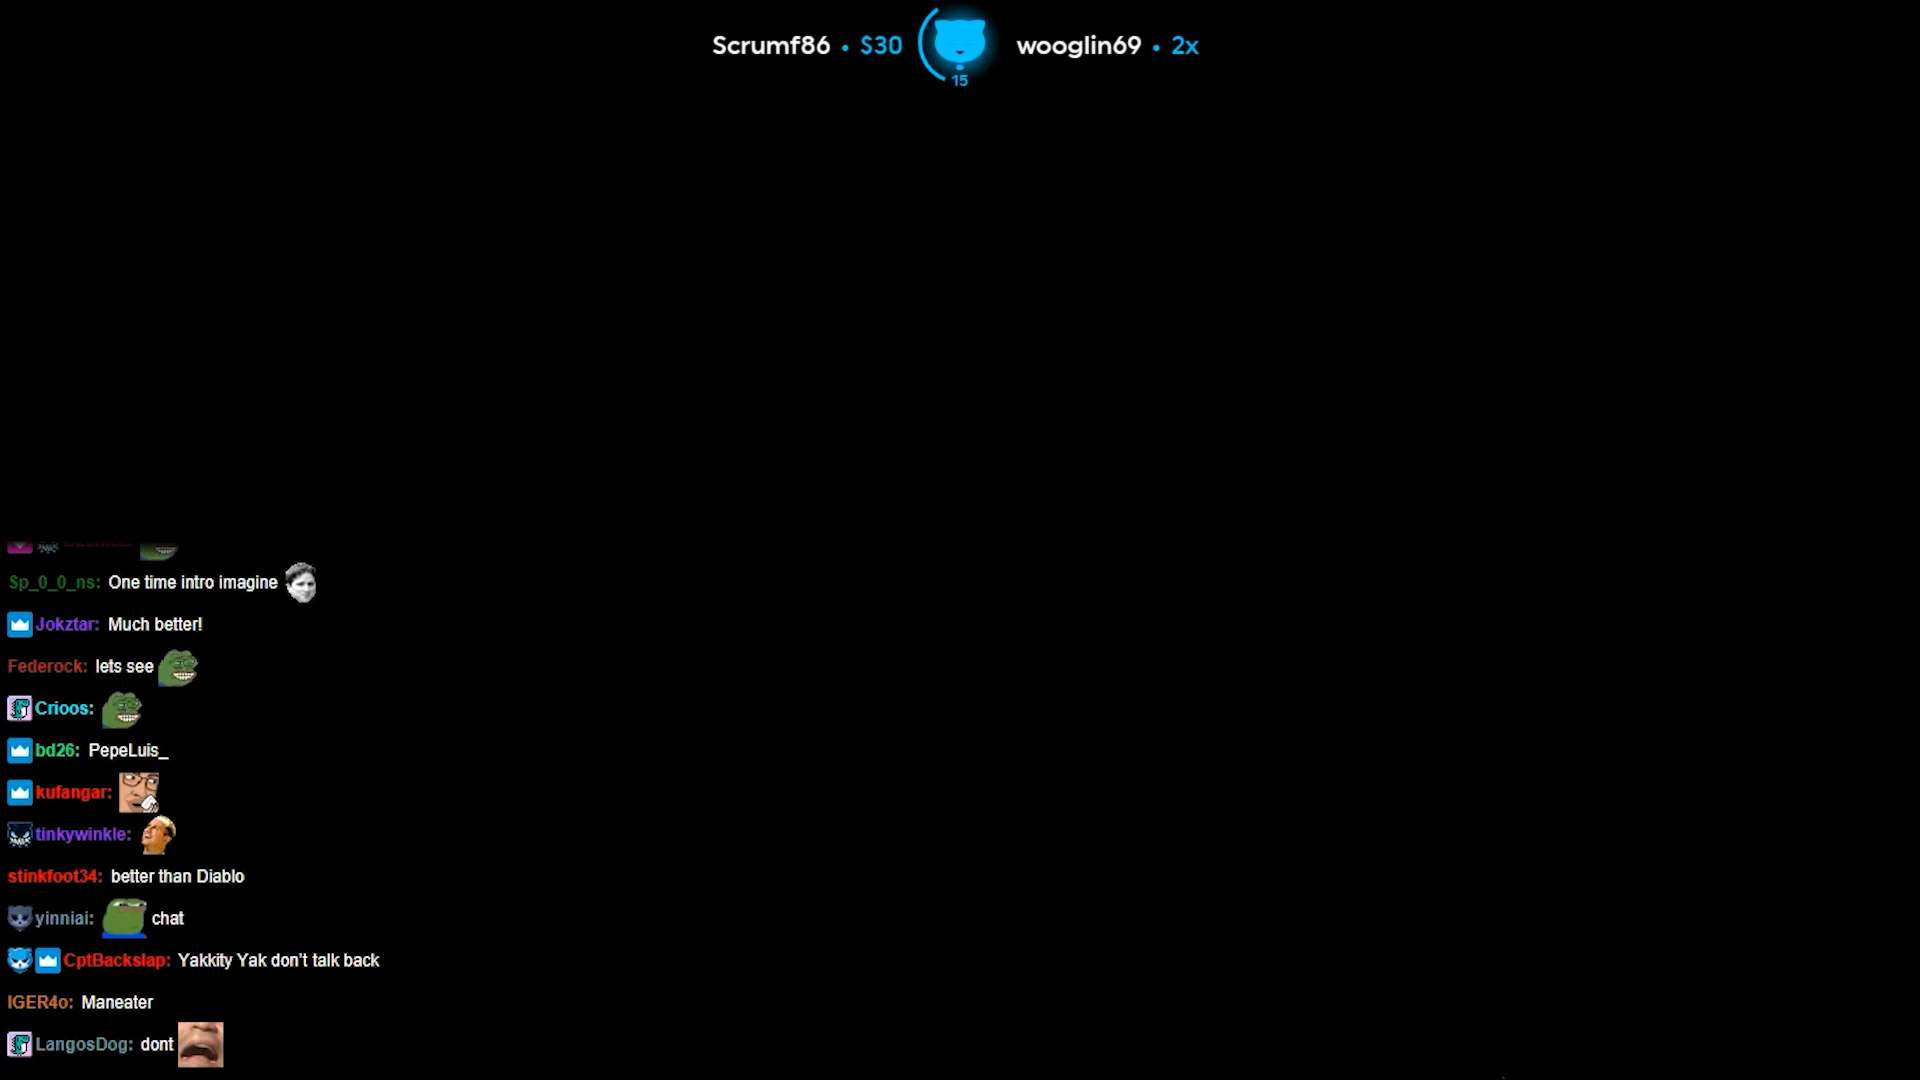 Scrumf86 • $30
15
wooglin69 • 2x
Sp_0_0_ns: One time intro imagine
Jokztar: Much better!
Federock: lets see
Crioos:
bd26: PepeLuis_
kufangar:
tinkywinkle:
stinkfoot34: better than Diablo
yinniai: chat
CptBackslap: Yakkity Yak don't talk back
IGER4o: Maneater
LangosDog: dont